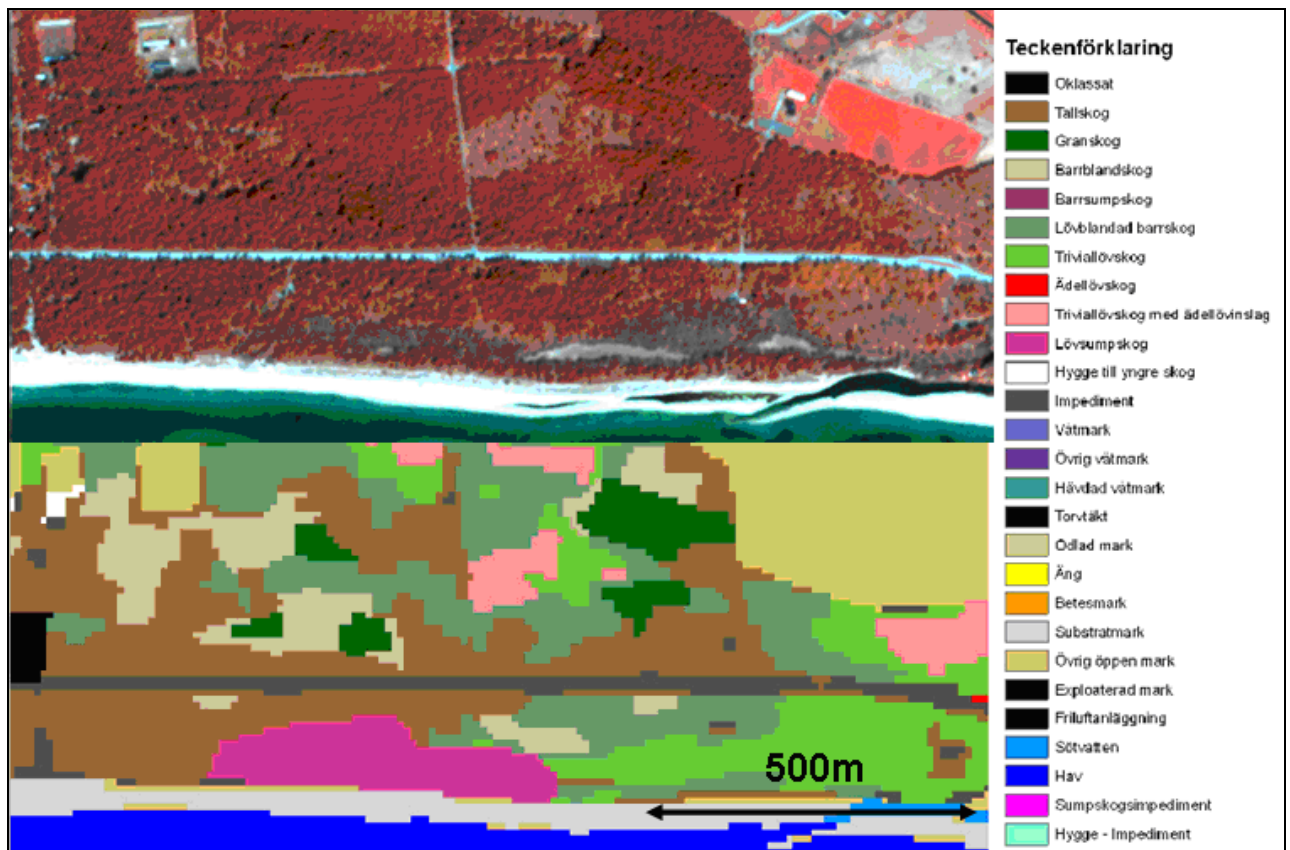 Teckenförklaring
Oklassat
Tallskog
Granskog
Barrblandskog
Barrsumpskog
Lövblandad barrskog
Triviallövskog
Ädellövskog
Triviallövskog med ädellövinslag
Lövsumpskog
Hygge till yngre skog
Impediment
Våtmark
Övrig våtmark
Hävdad våtmark
Torvtäkt
Odlad mark
Äng
Betesmark
Substratmark
Övrig öppen mark
Exploaterad mark
Friluftanläggning
Sötvatten
Hav
Sumpskogsimpediment
Hygge - Impediment
500m